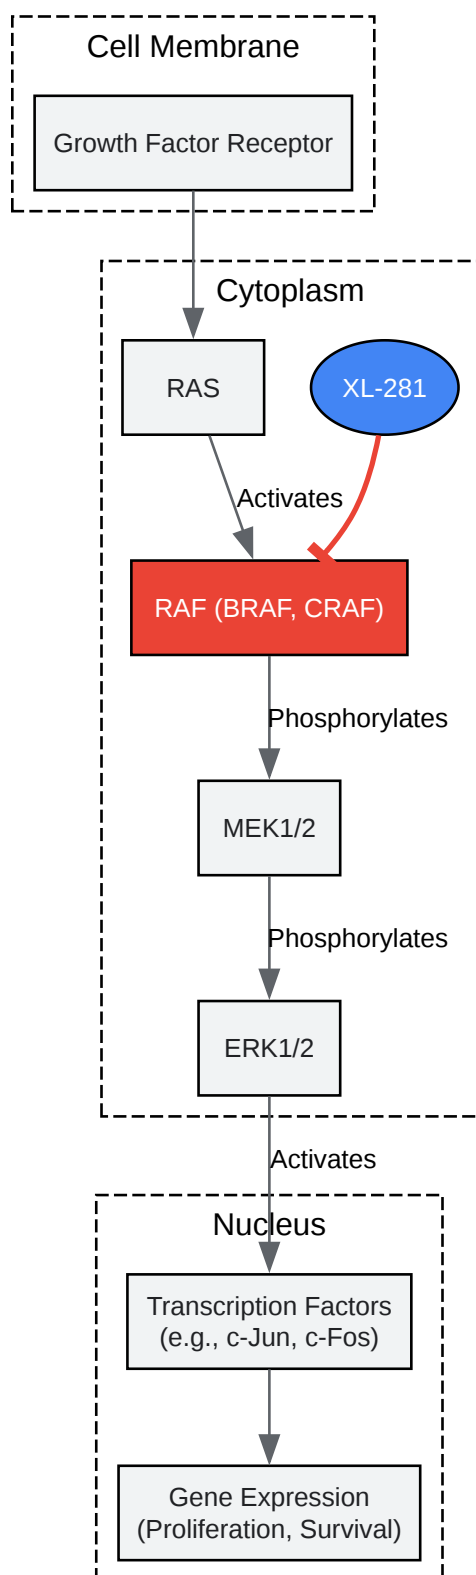 Cell Membrane
Growth Factor Receptor
Cytoplasm
RAS
XL-281
Activates
RAF (BRAF, CRAF)
Phosphorylates
MEK1/2
Phosphorylates
ERK1/2
Activates
Nucleus
Transcription Factors
(e.g., c-Jun, c-Fos)
Gene Expression
(Proliferation, Survival)